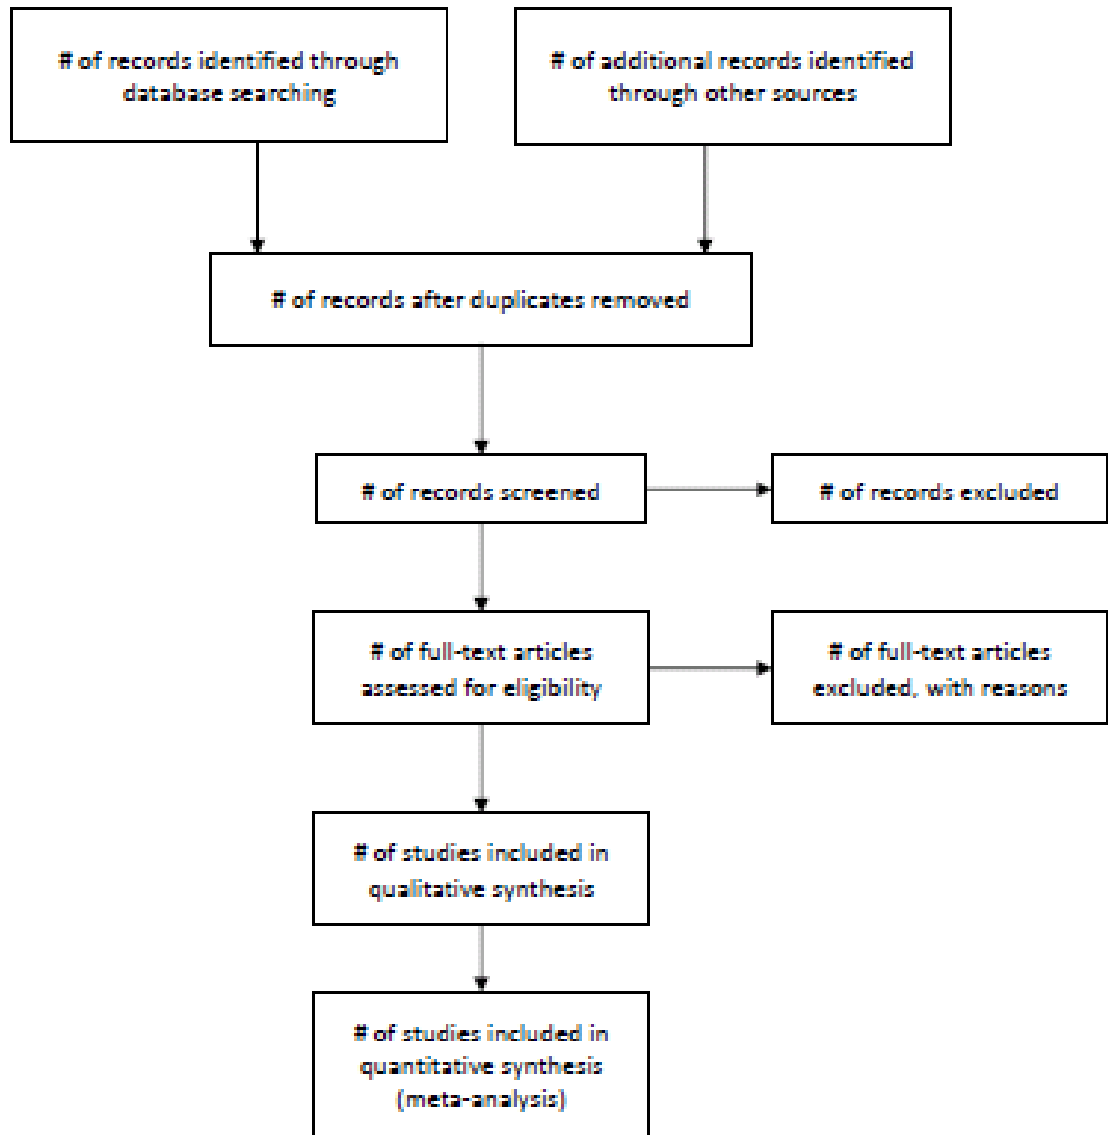 # of records identified through
database searching
# of additional records identified
through other sources
# of records after duplicates removed
# of records screened
# of records excluded
# of full-text articles
assessed for eligibility
# of full-text articles
excluded, with reasons
# of studies included in
qualitative synthesis
# of studies included in
quantitative synthesis
(meta-analysis)